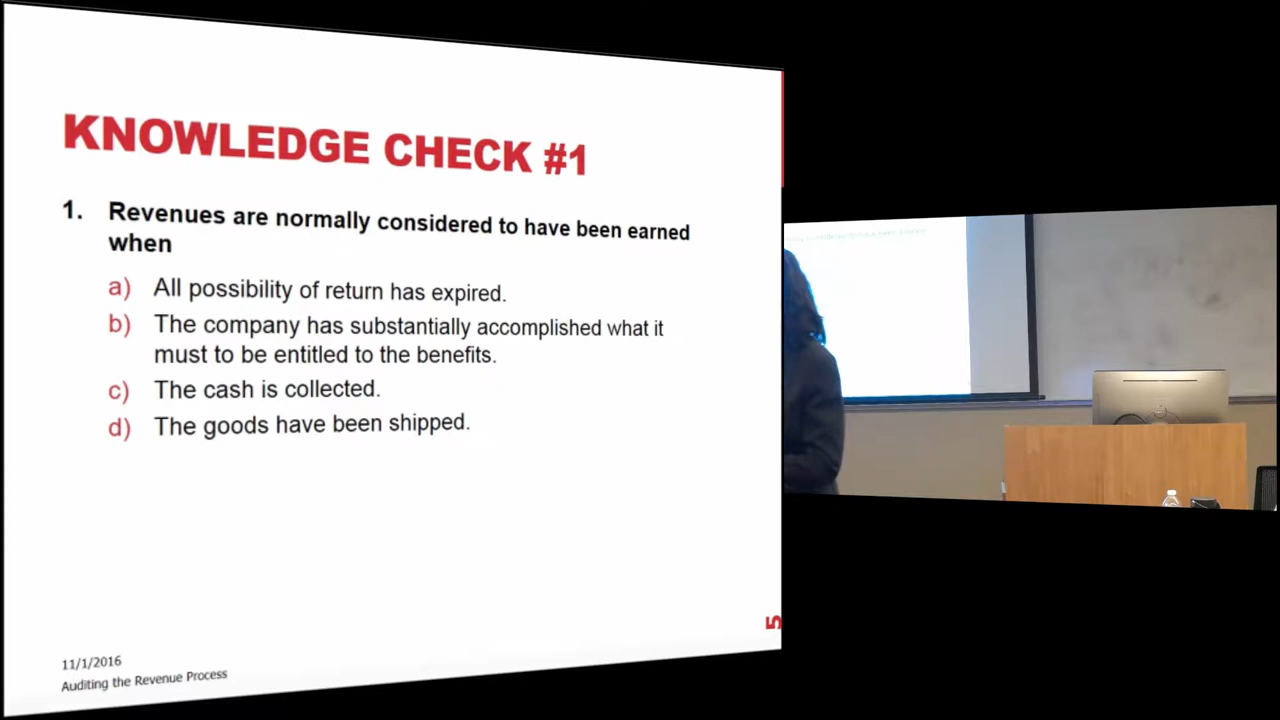 KNOWLEDGE CHECK #1
1. Revenues are normally considered to have been earned
when
a) All possibility of return has expired.
b) The company has substantially accomplished what it
must to be entitled to the benefits.
c) The cash is collected.
d) The goods have been shipped.
5
11/1/2016
Auditing the Revenue Process